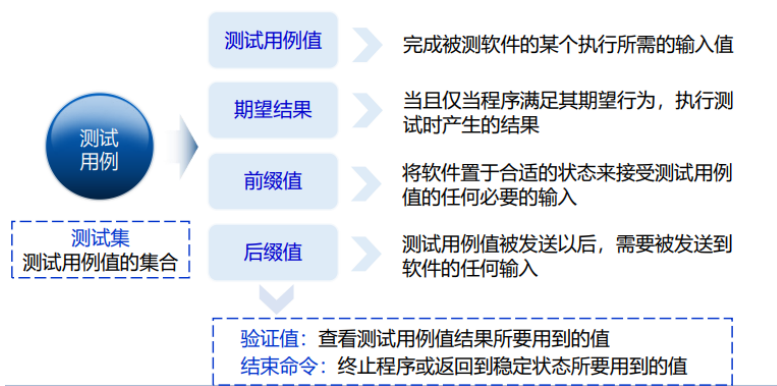 测试
用例
测试集
测试用例值的集合
测试用例值
完成被测软件的某个执行所需的输入值
期望结果
当且仅当程序满足其期望行为，执行测
试时产生的结果
前缀值
将软件置于合适的状态来接受测试用例
值的任何必要的输入
后缀值
测试用例值被发送以后，需要被发送到
软件的任何输入
验证值：查看测试用例值结果所要用到的值
结束命令：终止程序或返回到稳定状态所要用到的值